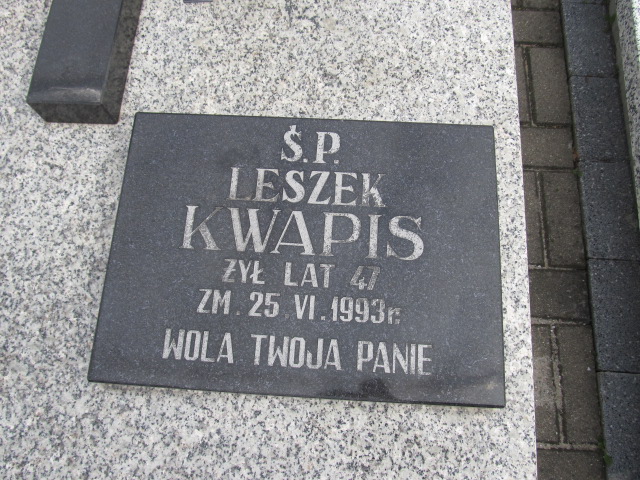 Ś.P.
LESZEK
KWAPIS
ŻYŁ LAT 47
ZM. 25 VI.1993r.
WOLA TWOJA PANIE